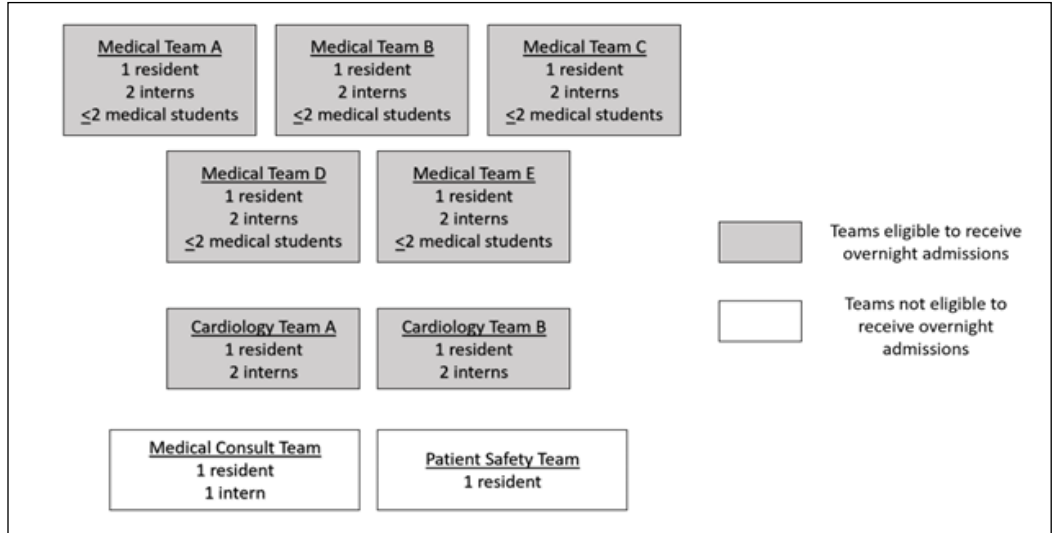 Medical Team A
1 resident
2 interns
≤2 medical students
Medical Team B
1 resident
2 interns
≤2 medical students
Medical Team C
1 resident
2 interns
≤2 medical students
Medical Team D
1 resident
2 interns
≤2 medical students
Medical Team E
1 resident
2 interns
≤2 medical students
Teams eligible to receive
overnight admissions
Teams not eligible to
receive overnight
admissions
Cardiology Team A
1 resident
2 interns
Cardiology Team B
1 resident
2 interns
Medical Consult Team
1 resident
1 intern
Patient Safety Team
1 resident